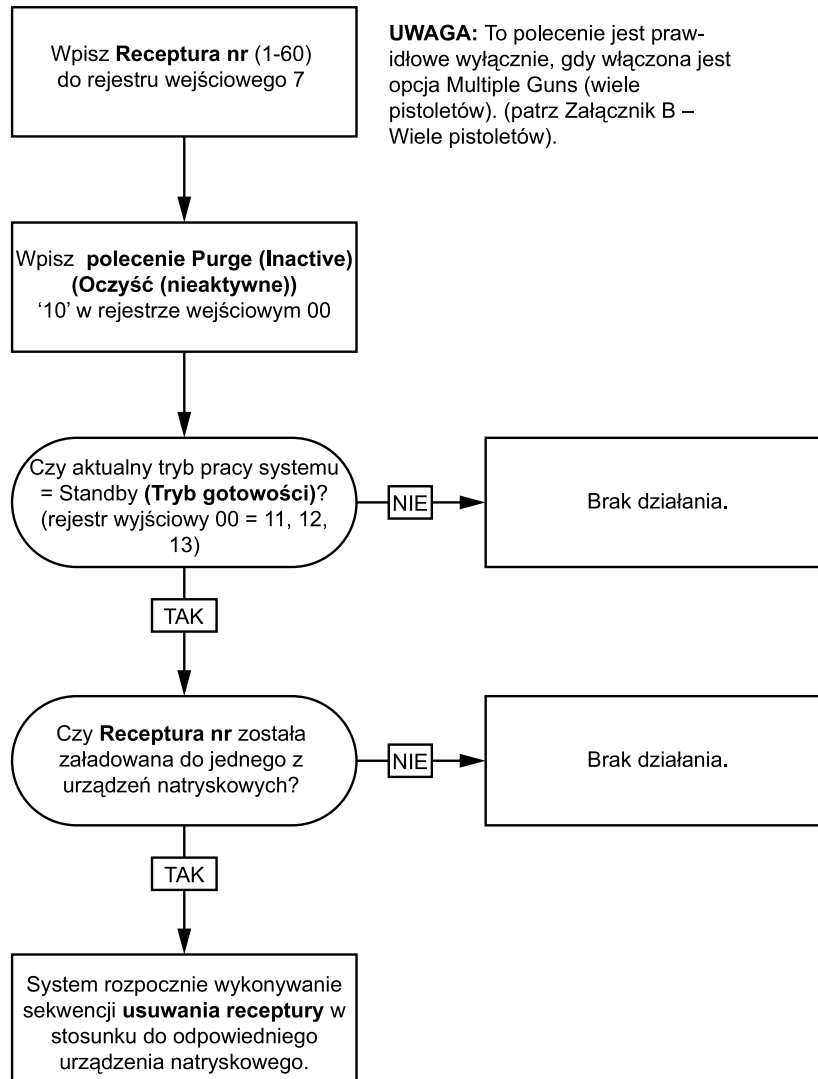 Wpisz Receptura nr (1-60)
do rejestru wejściowego 7
UWAGA: To polecenie jest praw-
idłowe wyłącznie, gdy włączona jest
opcja Multiple Guns (wiele
pistoletów). (patrz Załącznik B –
Wiele pistoletów).
Wpisz polecenie Purge (Inactive)
(Oczyść (nieaktywne))
‘10’ w rejestrze wejściowym 00
Czy aktualny tryb pracy systemu
= Standby (Tryb gotowości)?
(rejestr wyjściowy 00 = 11, 12,
13)
NIE
Brak działania.
TAK
Czy Receptura nr została
załadowana do jednego z
urządzeń natryskowych?
NIE
Brak działania.
TAK
System rozpocznie wykonywanie
sekwencji usuwania receptury w
stosunku do odpowiedniego
urządzenia natryskowego.